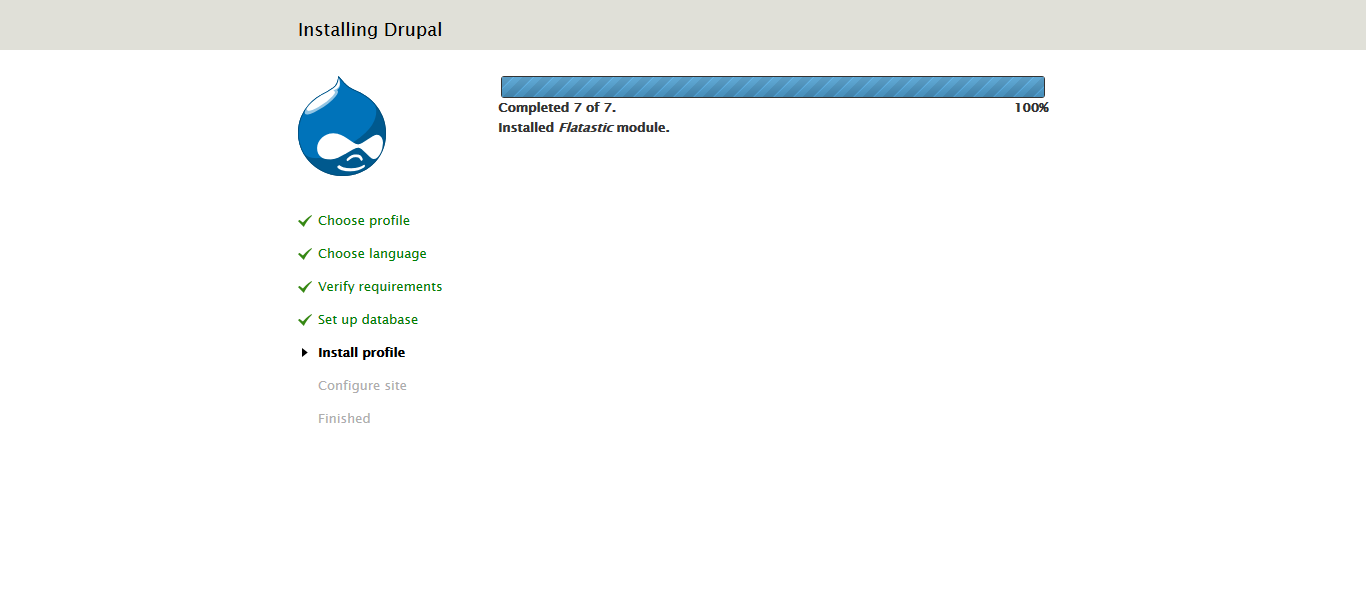 Installing Drupal
Completed 7 of 7.
100%
Installed Flatastic module.
Choose profile
Choose language
Verify requirements
Set up database
Install profile
Configure site
Finished